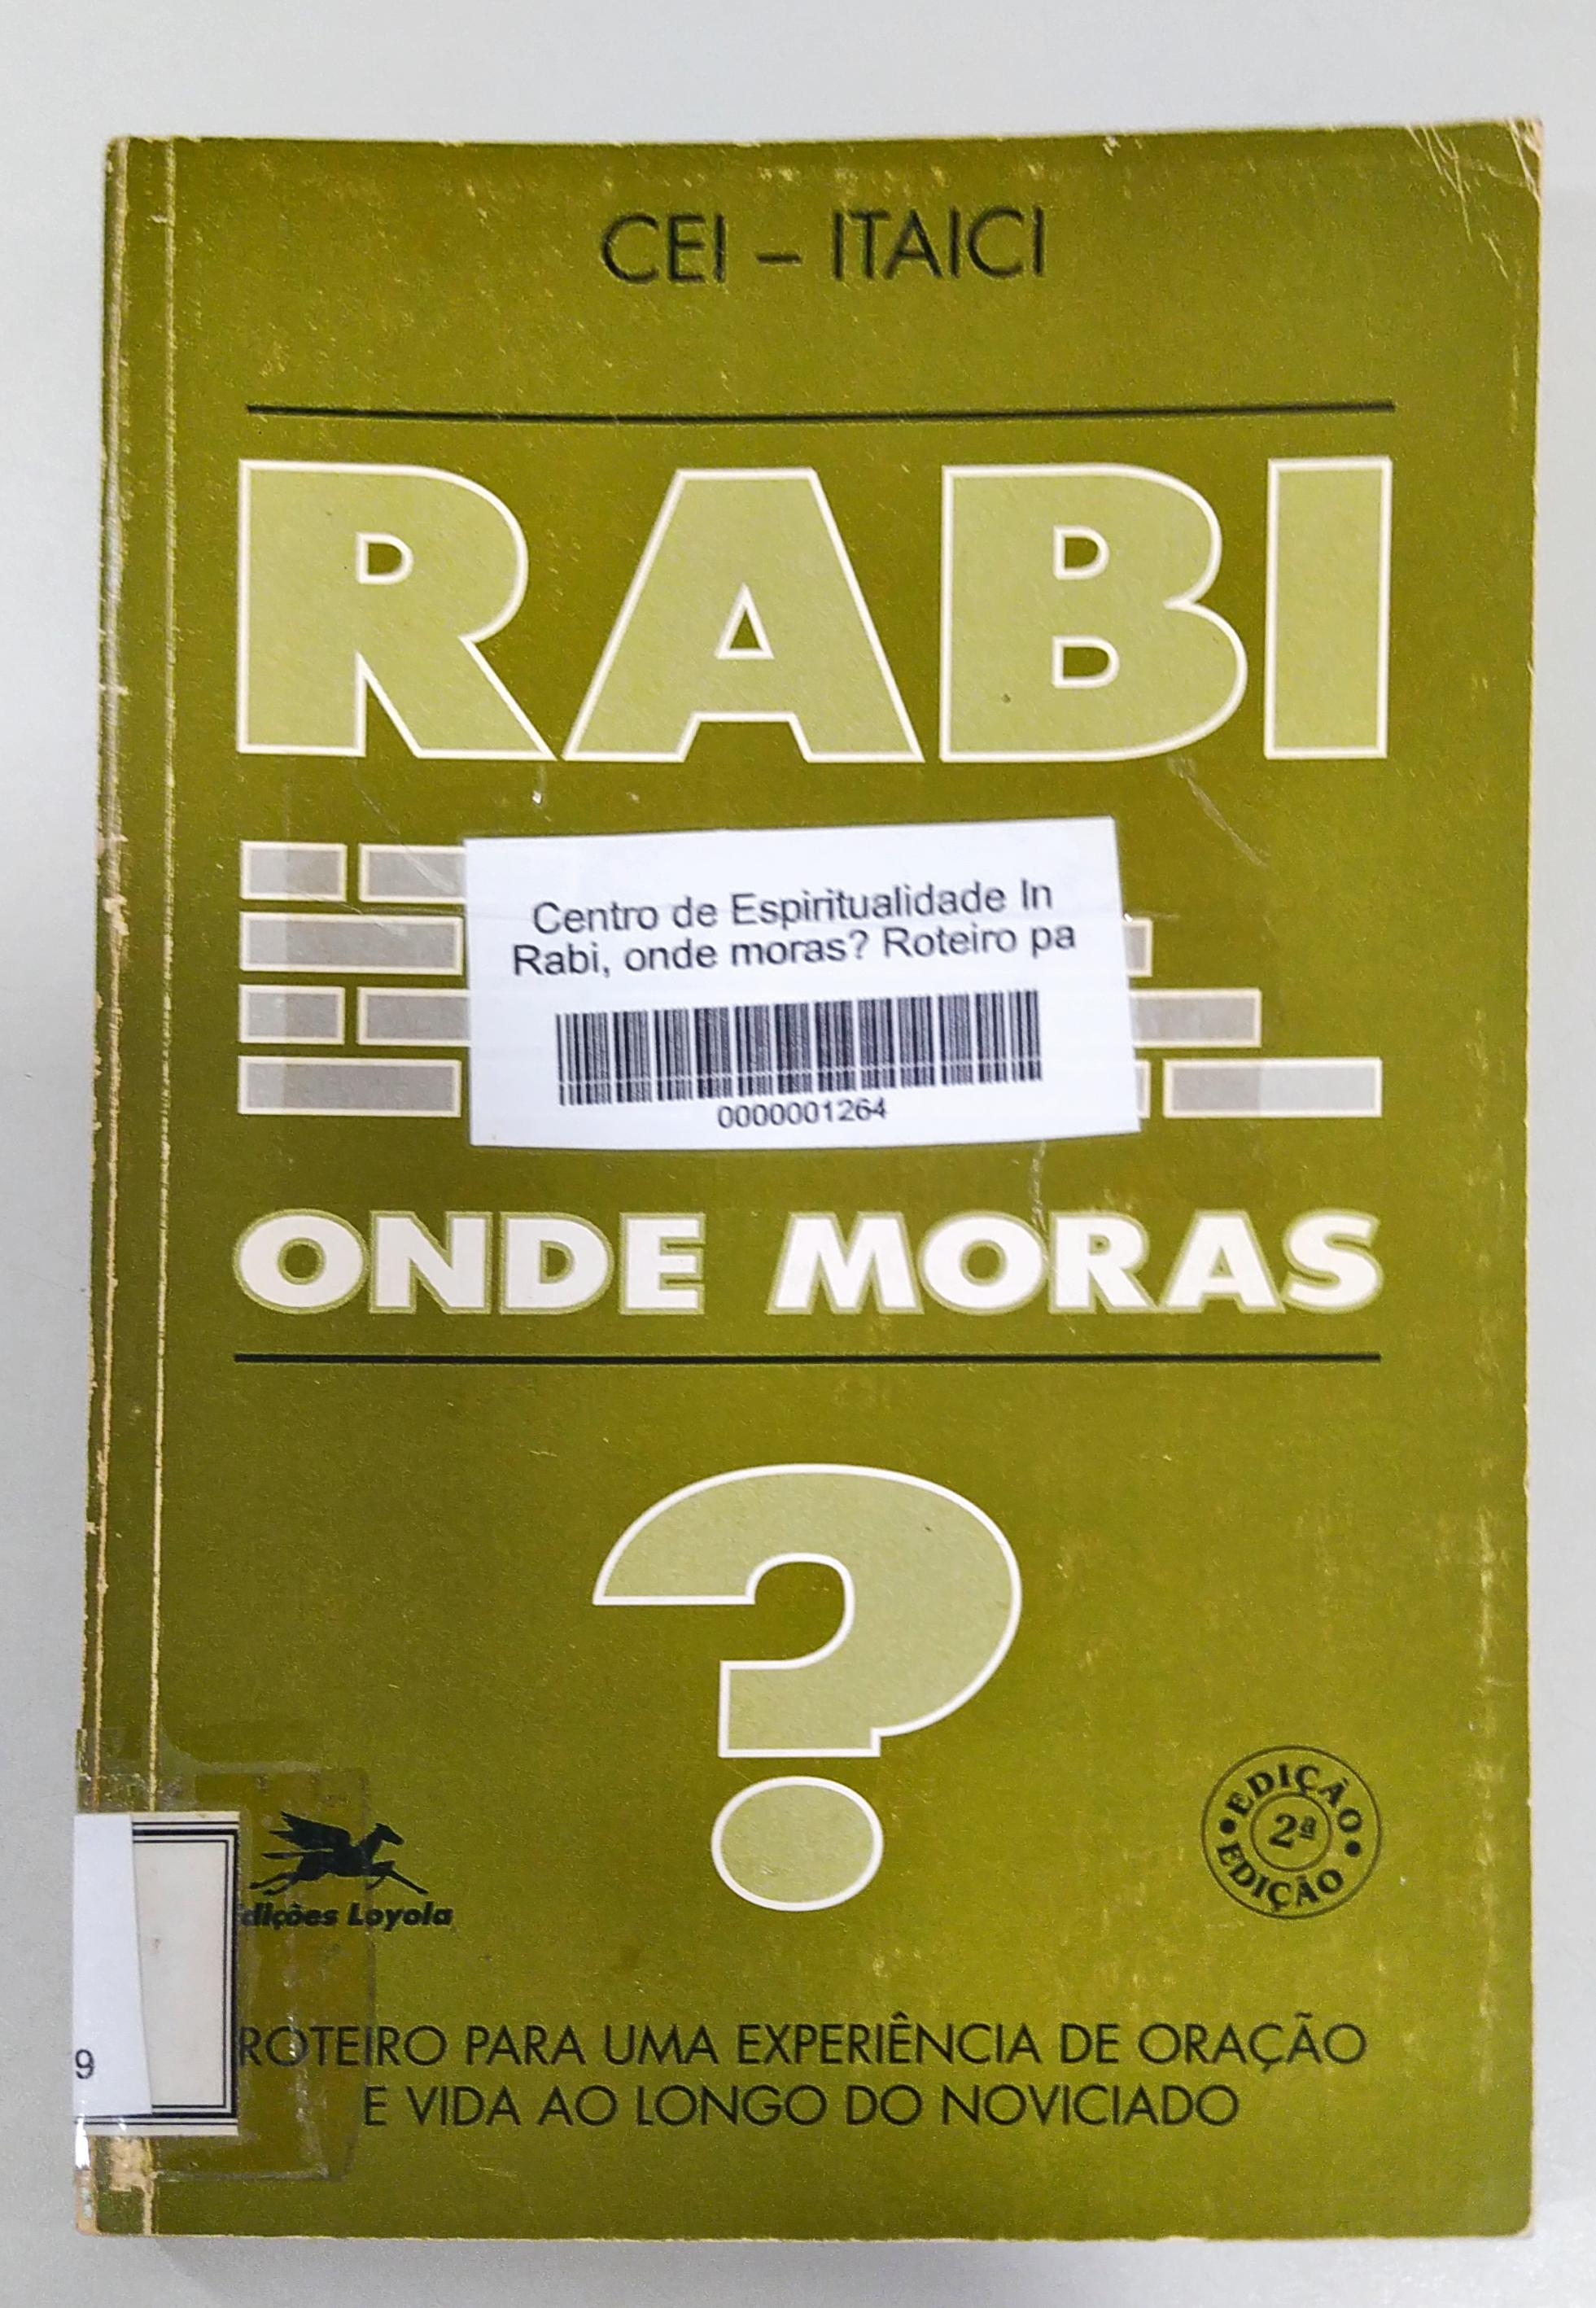 CEI – ITAICI
RABI
Centro de Espiritualidade In
Rabi, onde moras? Roteiro pa
0000001264
ONDE MORAS
?
EDIÇÃO
2ª
EDIÇÃO
dições Loyola
ROTEIRO PARA UMA EXPERIÊNCIA DE ORAÇÃO
E VIDA AO LONGO DO NOVICIADO
9